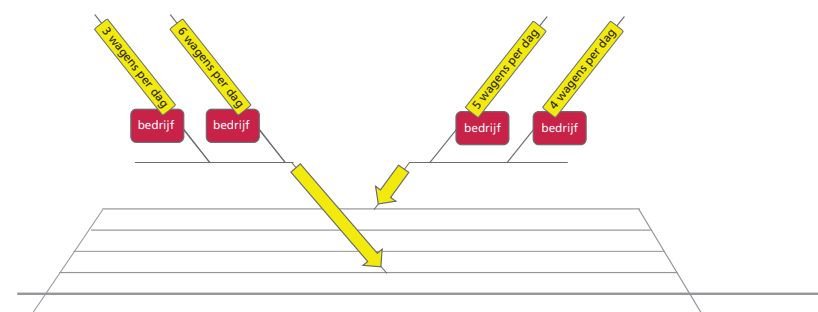 3 wagens per dag
6 wagens per dag
5 wagens per dag
4 wagens per dag
bedrijf
bedrijf
bedrijf
bedrijf